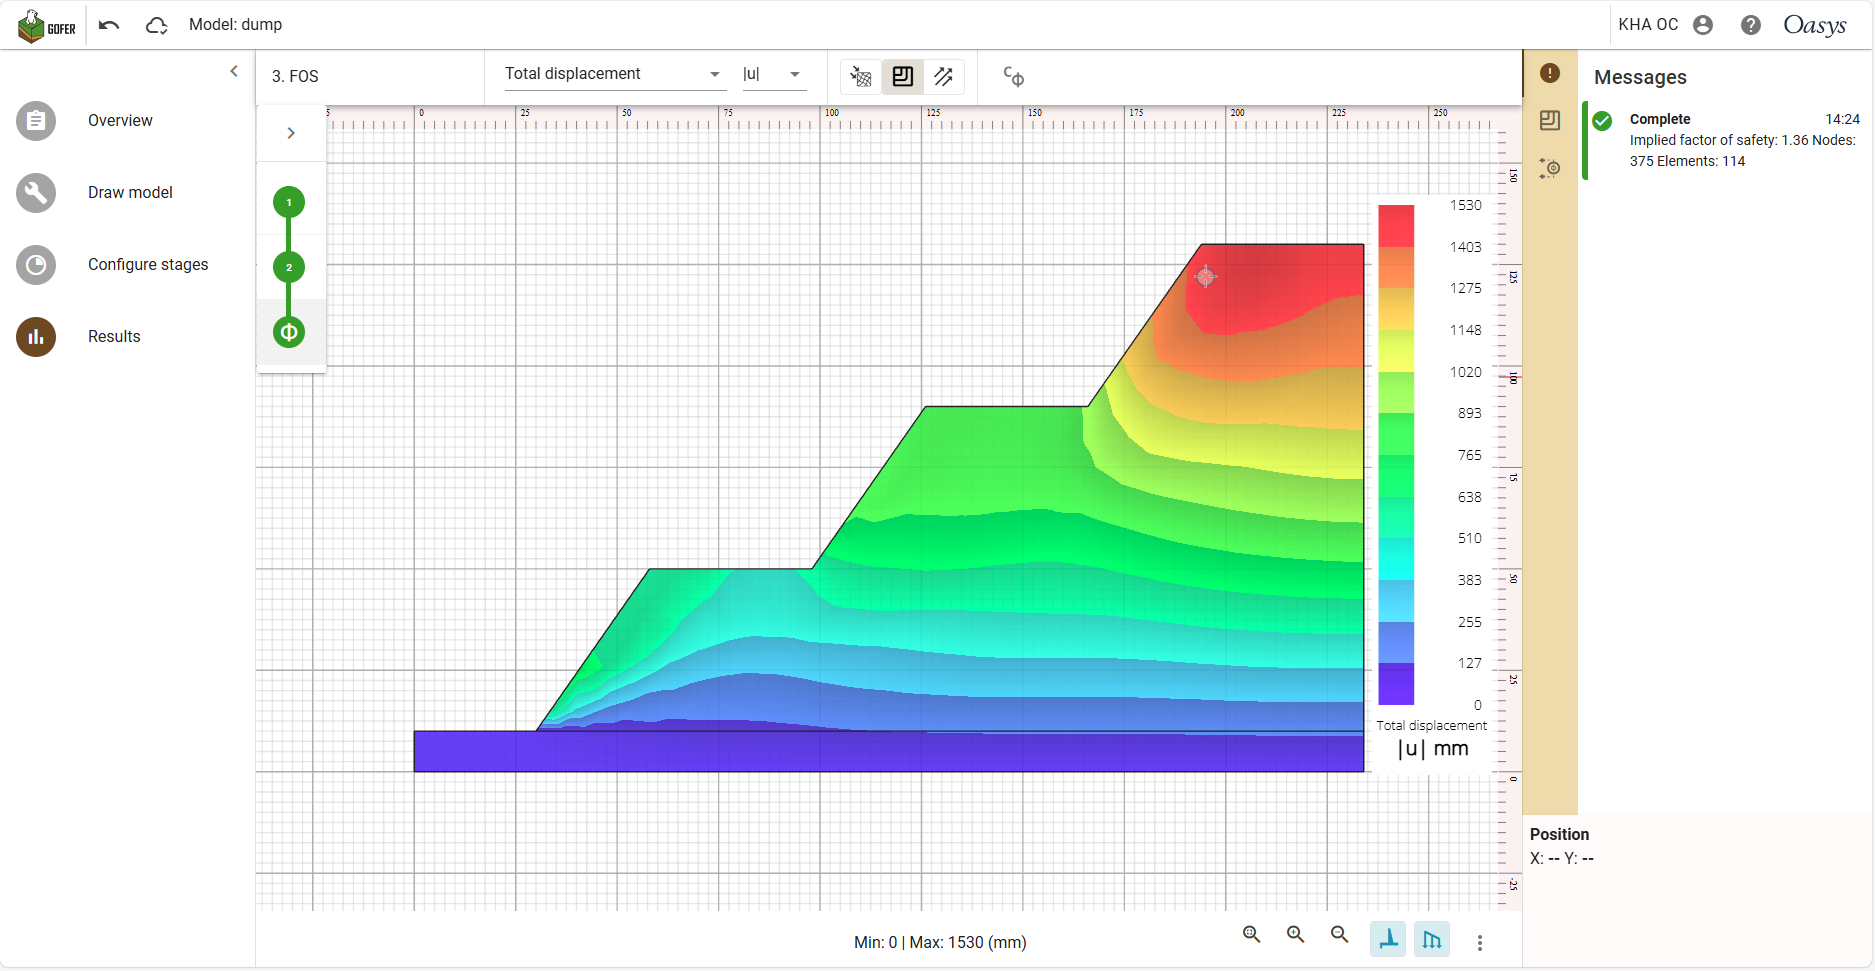 GOFER
Model: dump
KHA OC
Oasys
Overview
Draw model
Configure stages
Results
3. FOS
Total displacement
|u|
cϕ
5 0 25 50 75 100 125 150 175 200 225 250
1
2
Φ
150
125
100
75
50
25
0
-25
1530
1403
1275
1148
1020
893
765
638
510
383
255
127
0
Total displacement
|u| mm
Min: 0 | Max: 1530 (mm)
Messages
Complete 14:24
Implied factor of safety: 1.36 Nodes:
375 Elements: 114
Position
X: -- Y: --